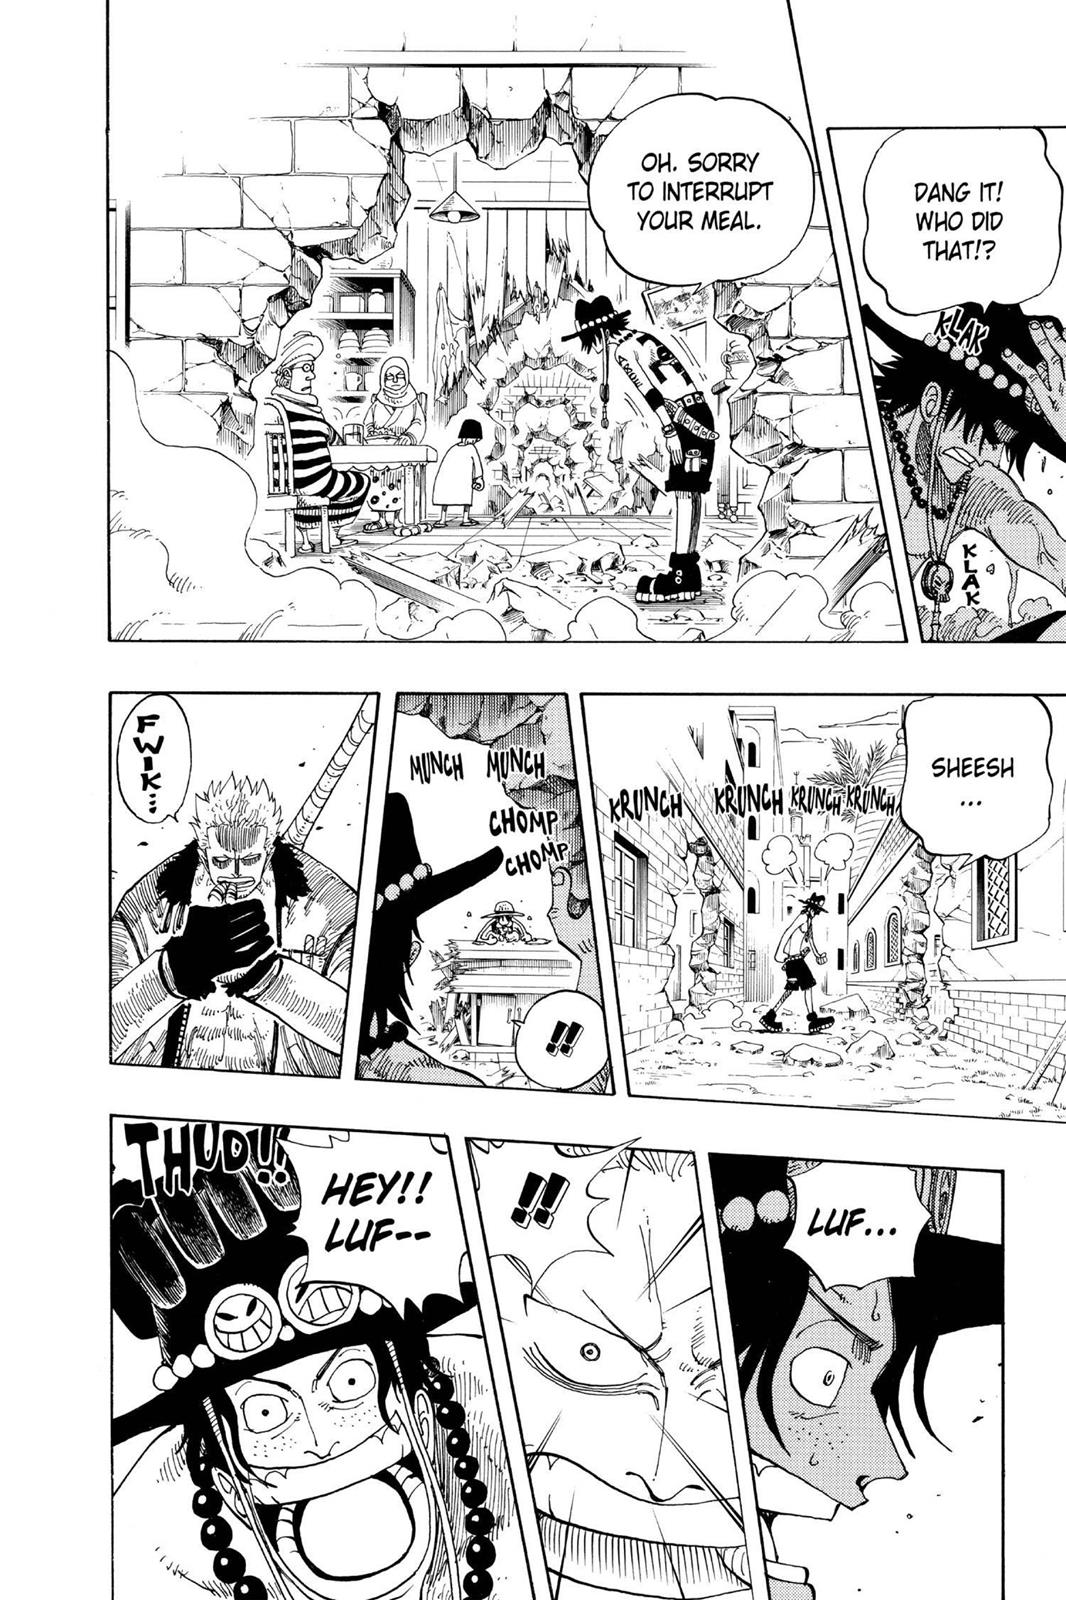 DANG IT!
WHO DID
THAT!?
KLAK
KLAK
OH. SORRY
TO INTERRUPT
YOUR MEAL.
SHEESH
...
KRUNCH
KRUNCH
KRUNCH
KRUNCH
MUNCH
MUNCH
CHOMP
CHOMP
!!
FWIK...
LUF...
!!
HEY!!
LUF--
THUD!!